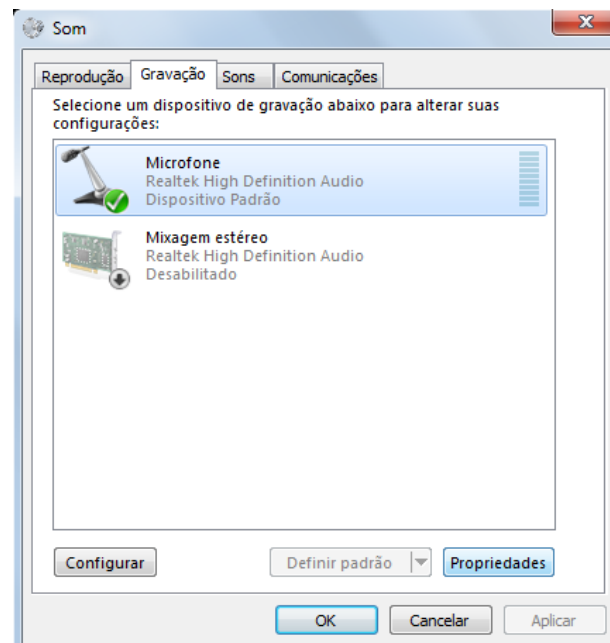 Som
Reprodução Gravação Sons Comunicações
Selecione um dispositivo de gravação abaixo para alterar suas
configurações:
Microfone
Realtek High Definition Audio
Dispositivo Padrão
Mixagem estéreo
Realtek High Definition Audio
Desabilitado
Configurar Definir padrão Propriedades
OK Cancelar Aplicar